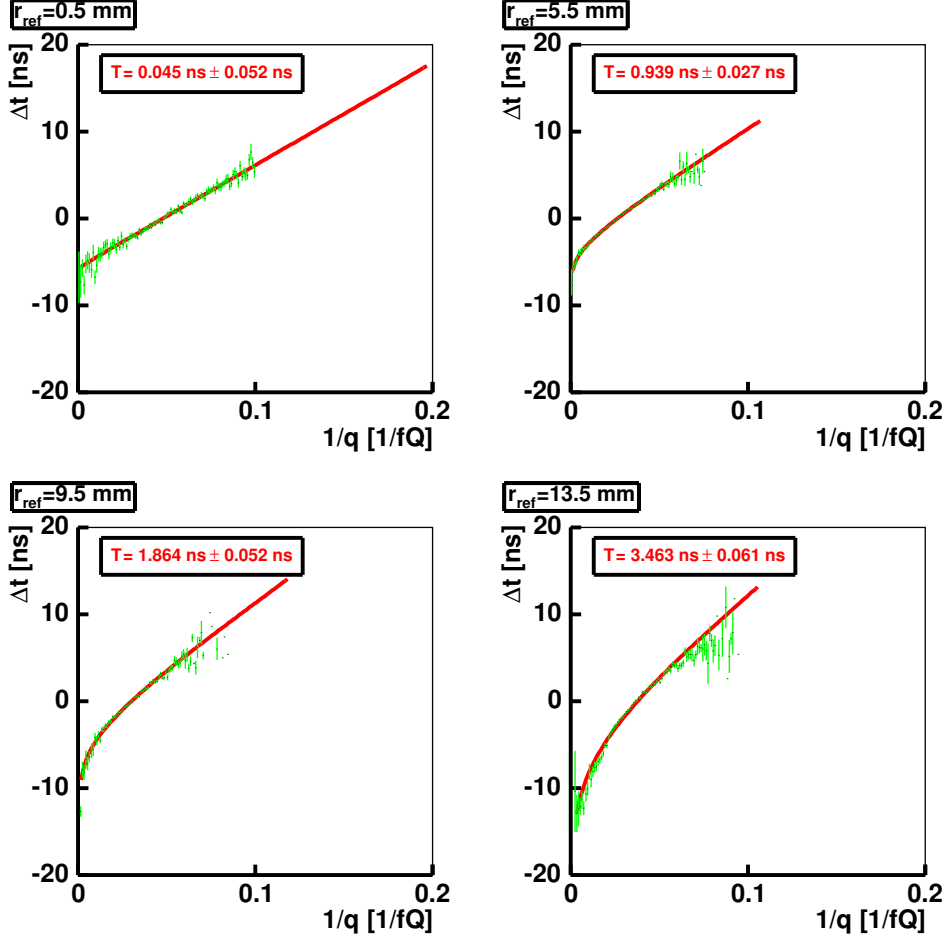 r_ref=0.5 mm
Δt [ns]
T= 0.045 ns ± 0.052 ns
20
10
0
-10
-20
0 0.1 0.2
1/q [1/fQ]
r_ref=5.5 mm
Δt [ns]
T= 0.939 ns ± 0.027 ns
20
10
0
-10
-20
0 0.1 0.2
1/q [1/fQ]
r_ref=9.5 mm
Δt [ns]
T= 1.864 ns ± 0.052 ns
20
10
0
-10
-20
0 0.1 0.2
1/q [1/fQ]
r_ref=13.5 mm
Δt [ns]
T= 3.463 ns ± 0.061 ns
20
10
0
-10
-20
0 0.1 0.2
1/q [1/fQ]